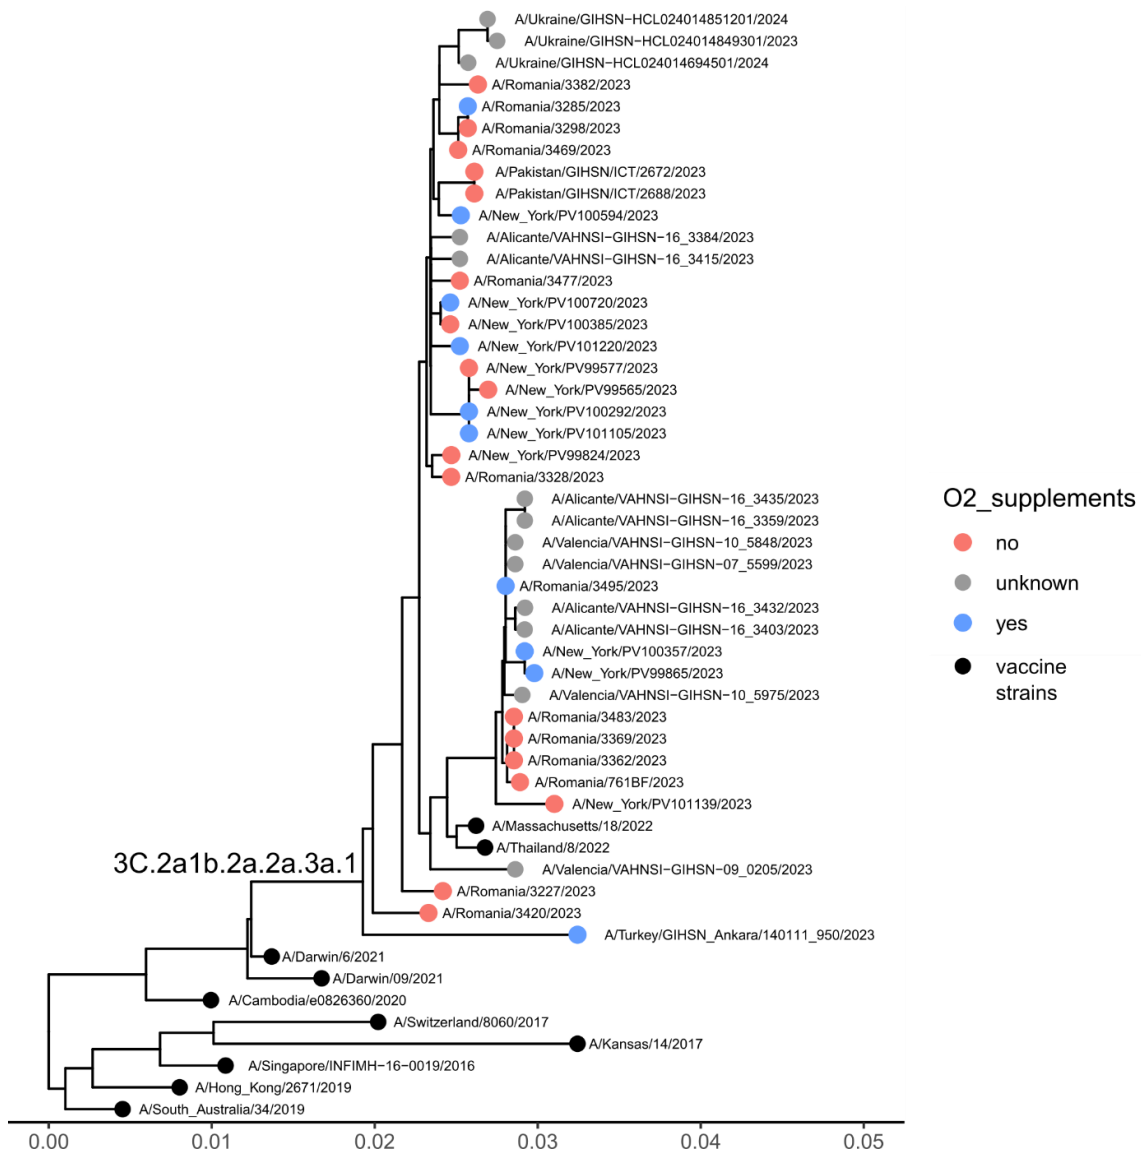 A/Ukraine/GIHSN−HCL024014851201/2024
A/Ukraine/GIHSN−HCL024014849301/2023
A/Ukraine/GIHSN−HCL024014694501/2024
A/Romania/3382/2023
A/Romania/3285/2023
A/Romania/3298/2023
A/Romania/3469/2023
A/Pakistan/GIHSN/ICT/2672/2023
A/Pakistan/GIHSN/ICT/2688/2023
A/New_York/PV100594/2023
A/Alicante/VAHNSI−GIHSN−16_3384/2023
A/Alicante/VAHNSI−GIHSN−16_3415/2023
A/Romania/3477/2023
A/New_York/PV100720/2023
A/New_York/PV100385/2023
A/New_York/PV101220/2023
A/New_York/PV99577/2023
A/New_York/PV99565/2023
A/New_York/PV100292/2023
A/New_York/PV101105/2023
A/New_York/PV99824/2023
A/Romania/3328/2023
A/Alicante/VAHNSI−GIHSN−16_3435/2023
A/Alicante/VAHNSI−GIHSN−16_3359/2023
A/Valencia/VAHNSI−GIHSN−10_5848/2023
A/Valencia/VAHNSI−GIHSN−07_5599/2023
A/Romania/3495/2023
A/Alicante/VAHNSI−GIHSN−16_3432/2023
A/Alicante/VAHNSI−GIHSN−16_3403/2023
A/New_York/PV100357/2023
A/New_York/PV99865/2023
A/Valencia/VAHNSI−GIHSN−10_5975/2023
A/Romania/3483/2023
A/Romania/3369/2023
A/Romania/3362/2023
A/Romania/761BF/2023
A/New_York/PV101139/2023
A/Massachusetts/18/2022
A/Thailand/8/2022
A/Valencia/VAHNSI−GIHSN−09_0205/2023
3C.2a1b.2a.2a.3a.1
A/Romania/3227/2023
A/Romania/3420/2023
A/Turkey/GIHSN_Ankara/140111_950/2023
A/Darwin/6/2021
A/Darwin/09/2021
A/Cambodia/e0826360/2020
A/Switzerland/8060/2017
A/Kansas/14/2017
A/Singapore/INFIMH−16−0019/2016
A/Hong_Kong/2671/2019
A/South_Australia/34/2019
0.00 0.01 0.02 0.03 0.04 0.05
O2_supplements
no
unknown
yes
vaccine
strains